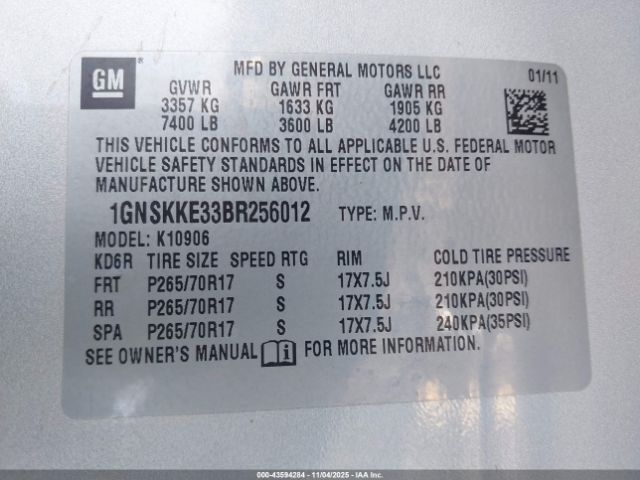 GM®
MFD BY GENERAL MOTORS LLC 01/11
GVWR GAWR FRT GAWR RR
3357 KG 1633 KG 1905 KG
7400 LB 3600 LB 4200 LB
THIS VEHICLE CONFORMS TO ALL APPLICABLE U.S. FEDERAL MOTOR
VEHICLE SAFETY STANDARDS IN EFFECT ON THE DATE OF
MANUFACTURE SHOWN ABOVE.
1GNSKKE33BR256012 TYPE: M.P.V.
MODEL: K10906
KD6R TIRE SIZE SPEED RTG RIM COLD TIRE PRESSURE
FRT P265/70R17 S 17X7.5J 210KPA(30PSI)
RR P265/70R17 S 17X7.5J 210KPA(30PSI)
SPA P265/70R17 S 17X7.5J 240KPA(35PSI)
SEE OWNER'S MANUAL i FOR MORE INFORMATION.
000-43594284 - 11/04/2025 - IAAI.COM